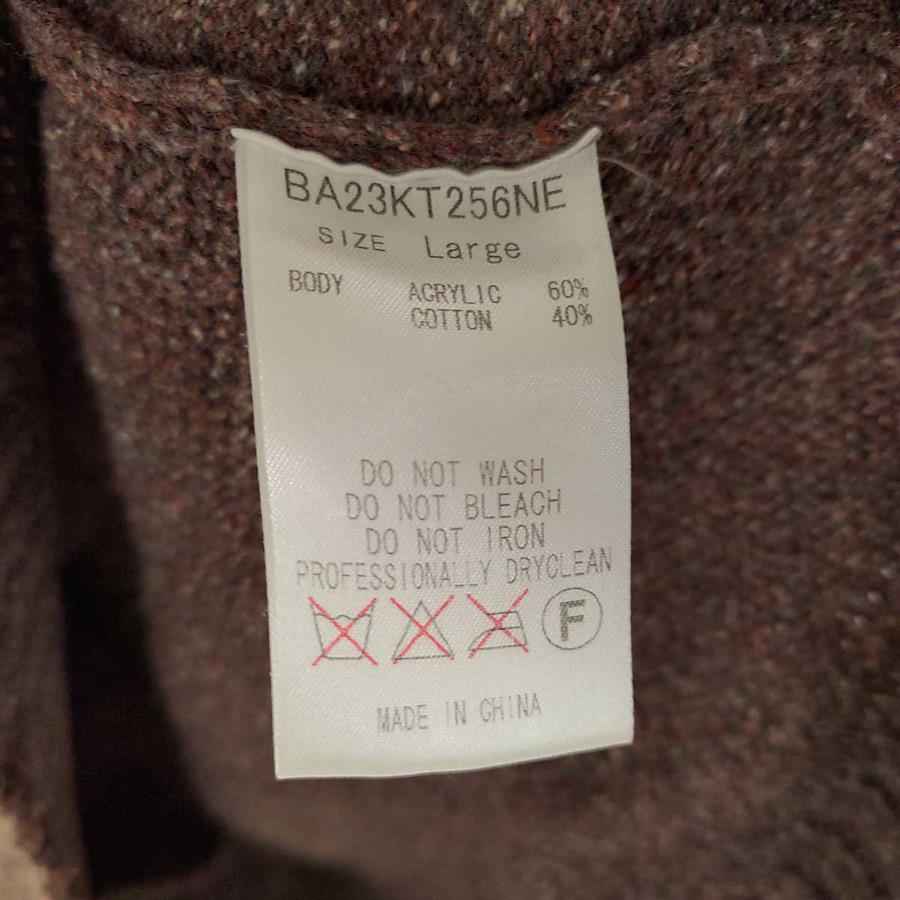 BA23KT256NE
SIZE Large
BODY ACRYLIC 60%
COTTON 40%
DO NOT WASH
DO NOT BLEACH
DO NOT IRON
PROFESSIONALLY DRYCLEAN
F
MADE IN CHINA